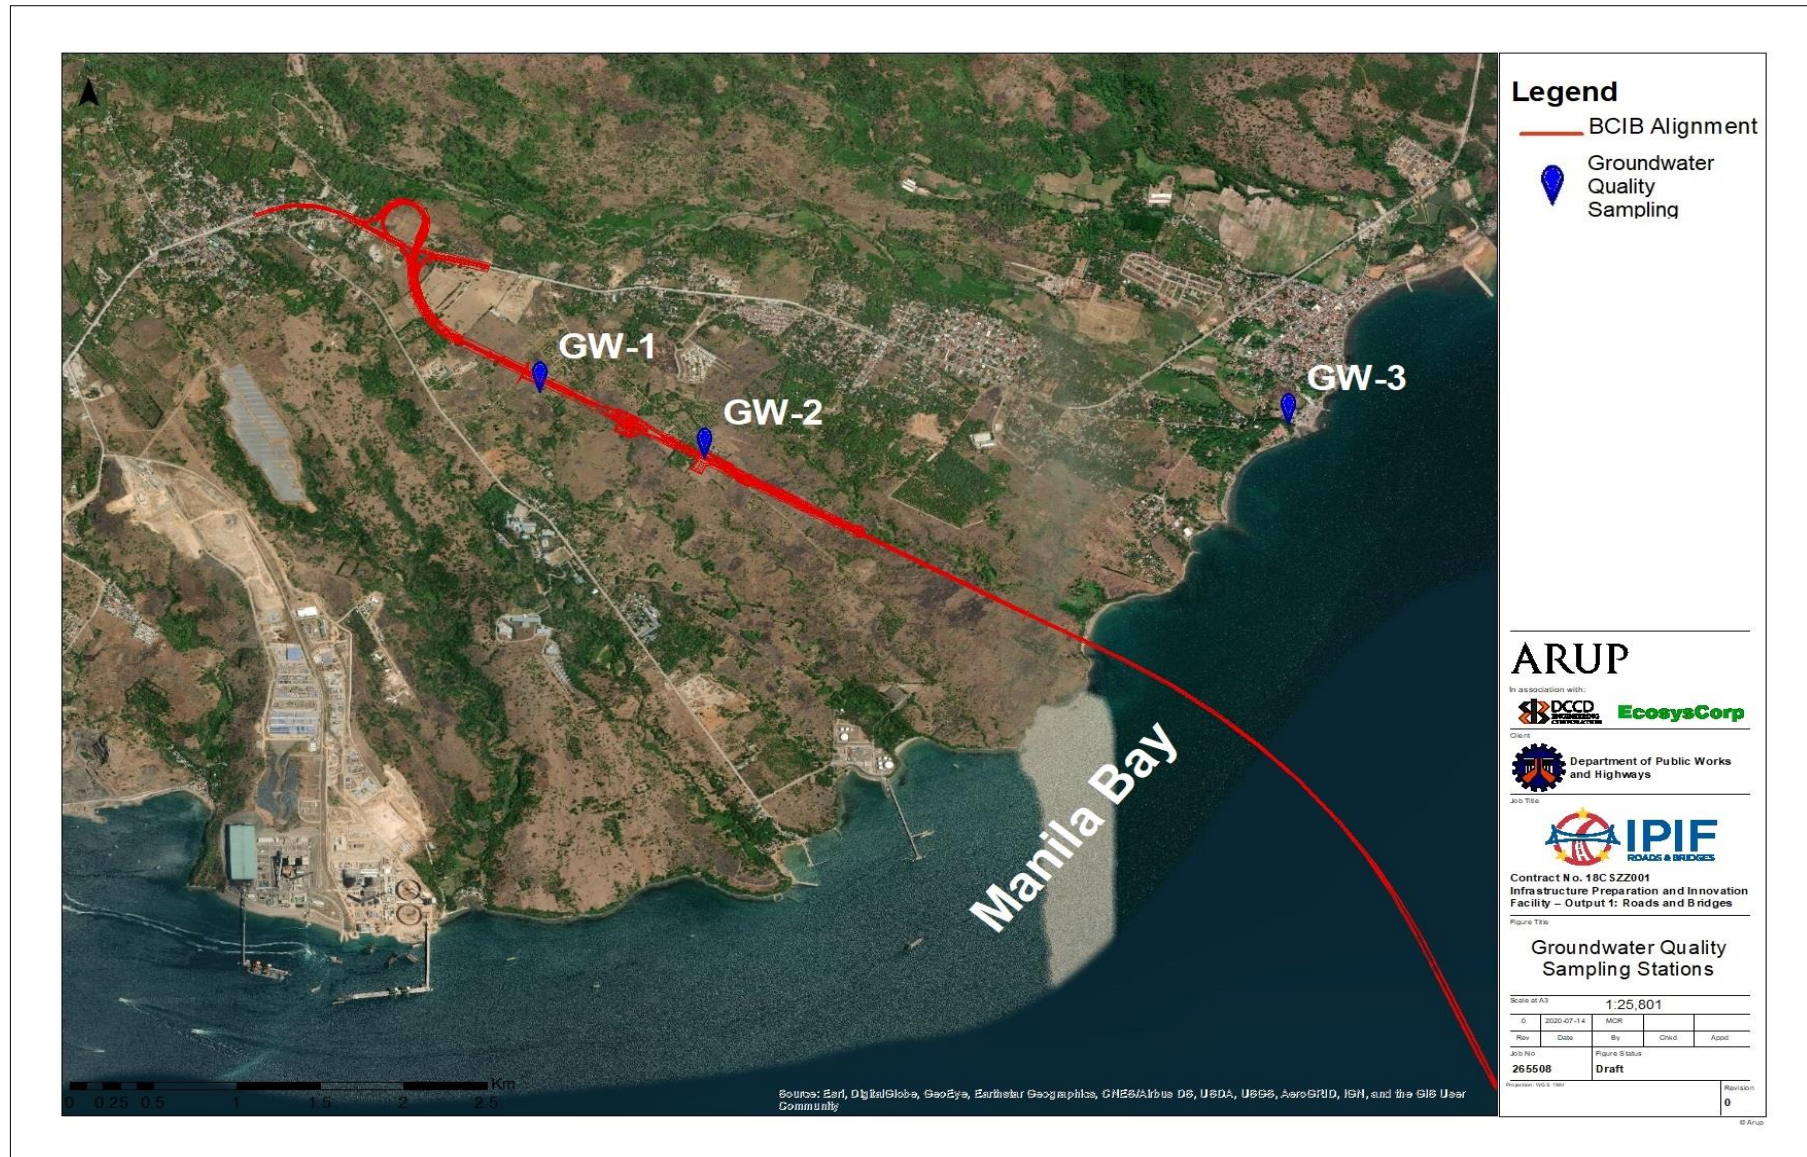 Legend
BCIB Alignment
Groundwater
Quality
Sampling
GW-1
GW-2
GW-3
Manila Bay
Km
0 0.25 0.5 1 1.5 2 2.5
Source: Esri, DigitalGlobe, GeoEye, Earthstar Geographics, CNES/Airbus DS, USDA, USGS, AeroGRID, IGN, and the GIS User
Community
ARUP
In association with:
DCCD
ENGINEERING
CORPORATION
EcosysCorp
Client
Department of Public Works
and Highways
Job Title
IPIF
ROADS & BRIDGES
Contract No. 18CSZZ001
Infrastructure Preparation and Innovation
Facility – Output 1: Roads and Bridges
Figure Title
Groundwater Quality
Sampling Stations
Scale at A3
1:25,801
0 2020-07-14 MCR
Rev Date By Chkd Appd
Job No Figure Status
265508 Draft
Projection: WGS 1984
Revision
0
© Arup